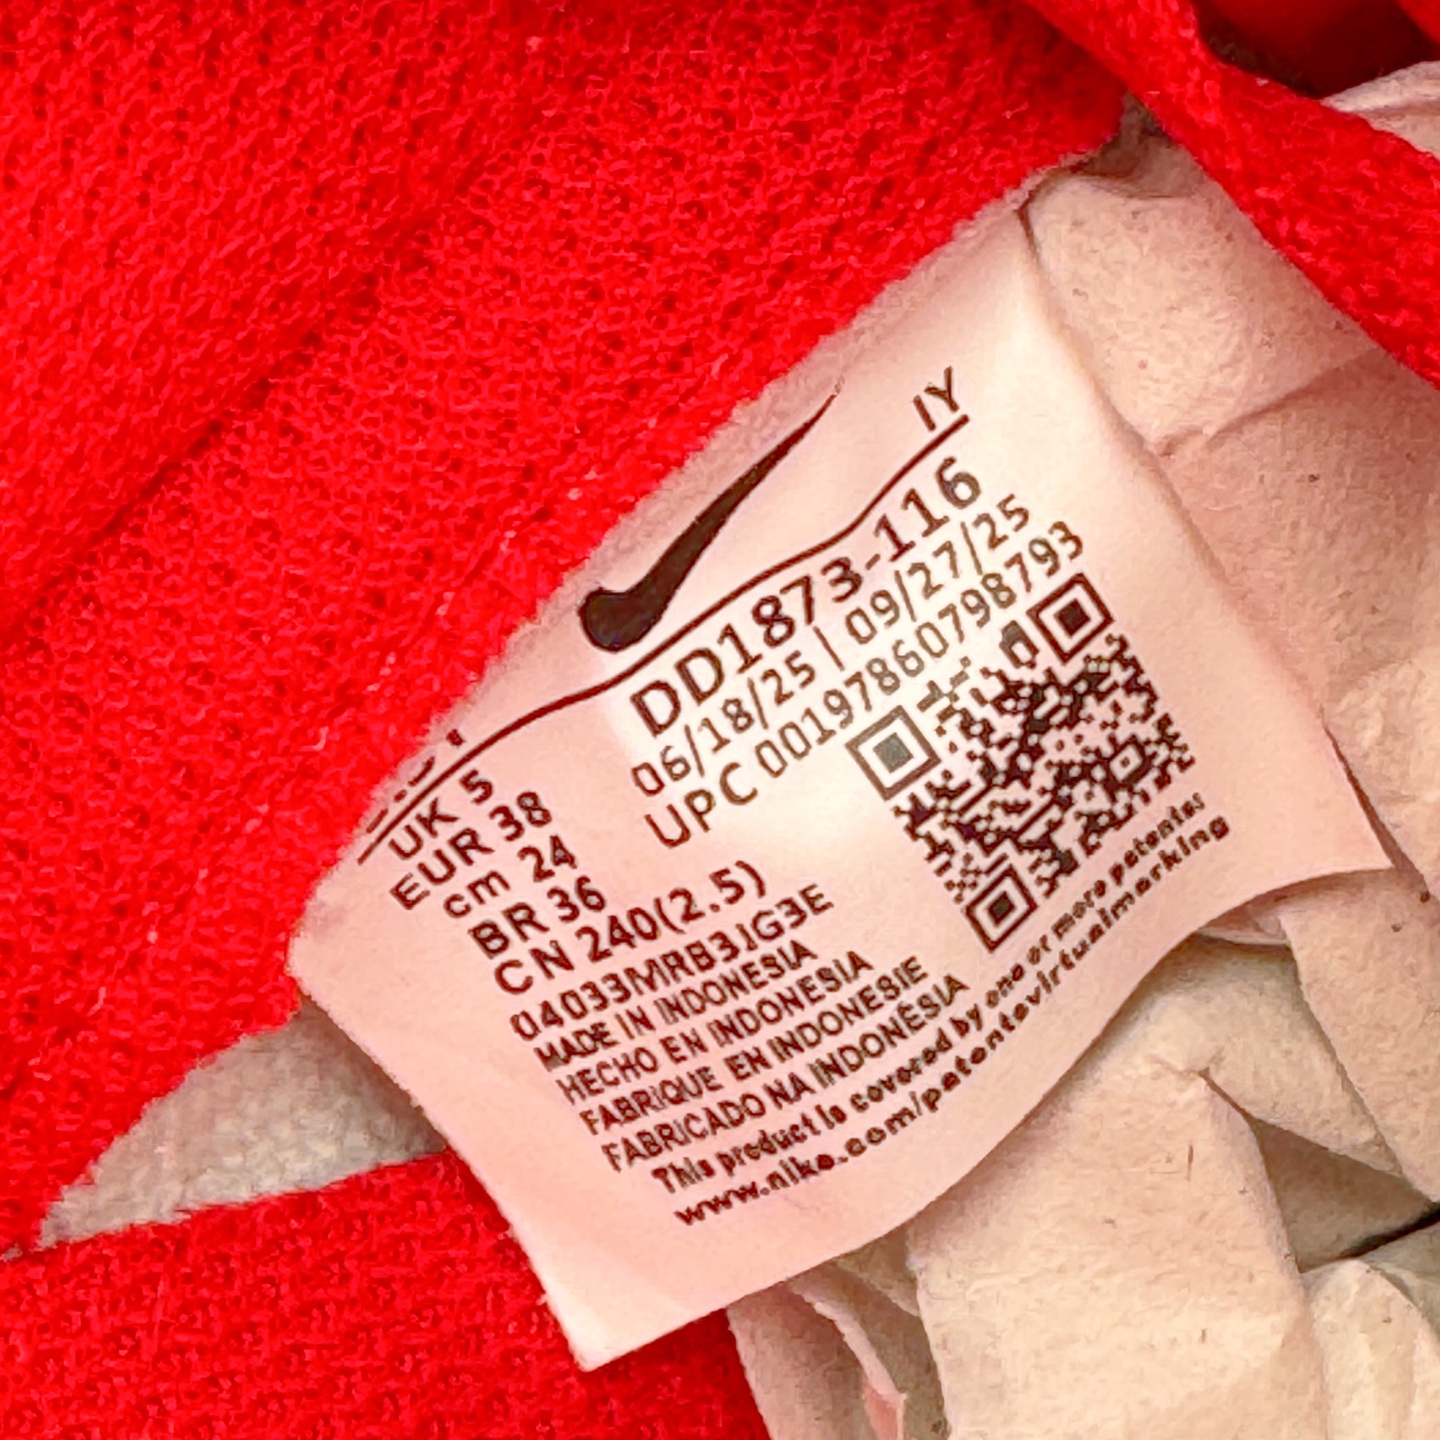 IY
DD1873-116
06/18/25 | 09/27/25
UPC 00197860798793
UK 5
EUR 38
cm 24
BR 36
CN 240(2.5)
04033MRB3JG3E
MADE IN INDONESIA
HECHO EN INDONESIA
FABRIQUE EN INDONESIE
FABRICADO NA INDONÉSIA
This product is covered by one or more patents
www.nike.com/patentsvirtualmarking